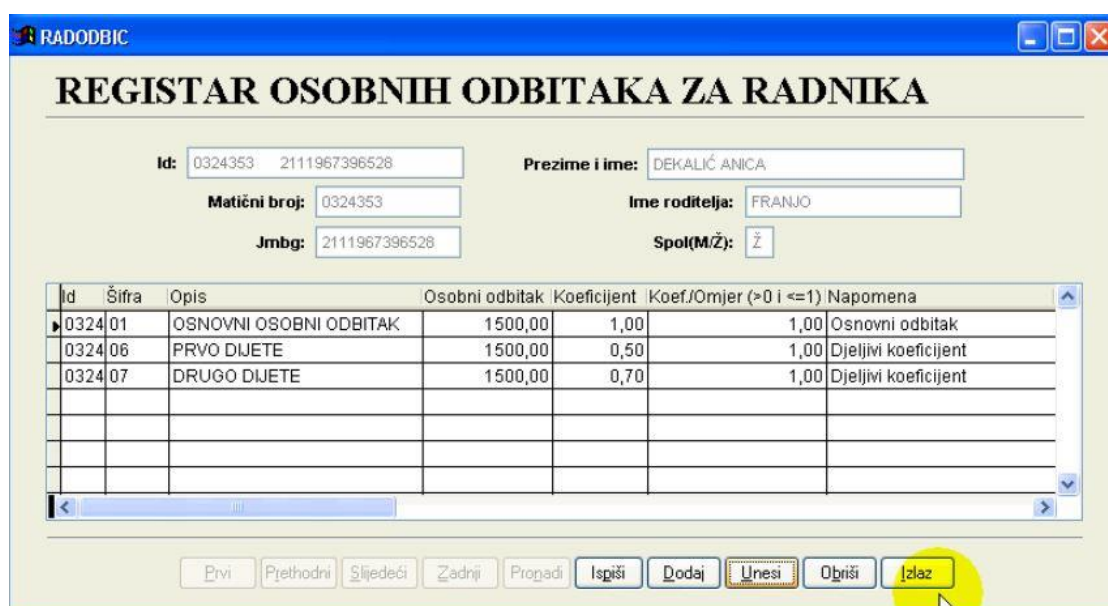 RADODBIC
REGISTAR OSOBNIH ODBITAKA ZA RADNIKA
Id: 0324353 2111967396528 Prezime i ime: DEKALIĆ ANICA
Matični broj: 0324353 Ime roditelja: FRANJO
Jmbg: 2111967396528 Spol(M/Ž): Ž
Id Šifra Opis Osobni odbitak Koeficijent Koef./Omjer (>0 i <=1) Napomena
0324 01 OSNOVNI OSOBNI ODBITAK 1500,00 1,00 1,00 Osnovni odbitak
0324 06 PRVO DIJETE 1500,00 0,50 1,00 Djeljivi koeficijent
0324 07 DRUGO DIJETE 1500,00 0,70 1,00 Djeljivi koeficijent
Prvi Prethodni Slijedeći Zadnji Pronađi Ispiši Dodaj Unesi Obriši Izlaz